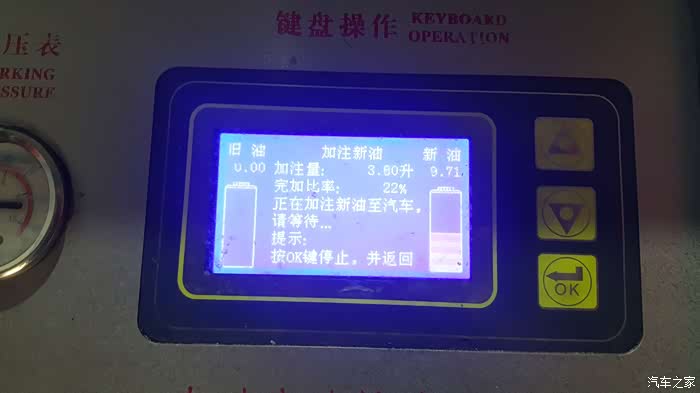 键盘操作 KEYBOARD
OPERATION
压表
RKING
SSURE
旧 油 加注新油 新 油
0.00 加注量: 3.80升 9.71
完加比率: 22%
正在加注新油至汽车,
请等待...
提示:
按OK键停止, 并返回
OK
汽车之家